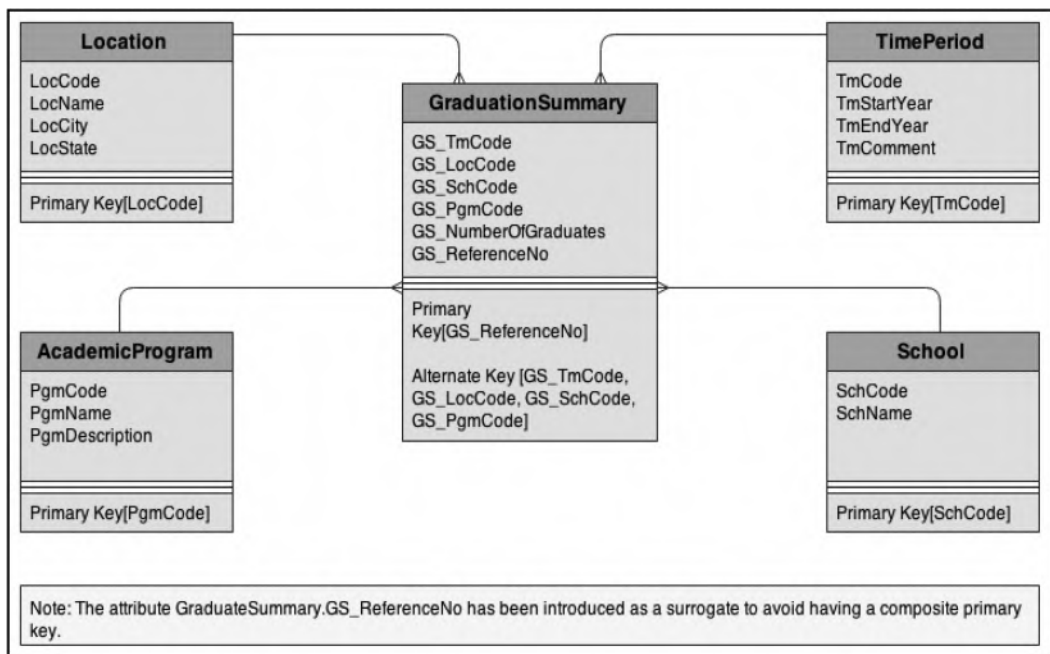 Location
LocCode
LocName
LocCity
LocState
Primary Key[LocCode]
GraduationSummary
GS_TmCode
GS_LocCode
GS_SchCode
GS_PgmCode
GS_NumberOfGraduates
GS_ReferenceNo
Primary
Key[GS_ReferenceNo]
Alternate Key [GS_TmCode,
GS_LocCode, GS_SchCode,
GS_PgmCode]
TimePeriod
TmCode
TmStartYear
TmEndYear
TmComment
Primary Key[TmCode]
AcademicProgram
PgmCode
PgmName
PgmDescription
Primary Key[PgmCode]
School
SchCode
SchName
Primary Key[SchCode]
Note: The attribute GraduateSummary.GS_ReferenceNo has been introduced as a surrogate to avoid having a composite primary
key.